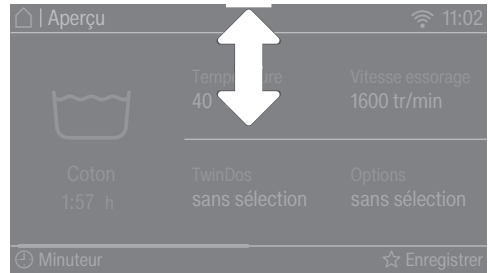 | Aperçu 11:02
Température Vitesse essorage
40 1600 tr/min
Coton TwinDos Options
1:57 h sans sélection sans sélection
Minuteur Enregistrer